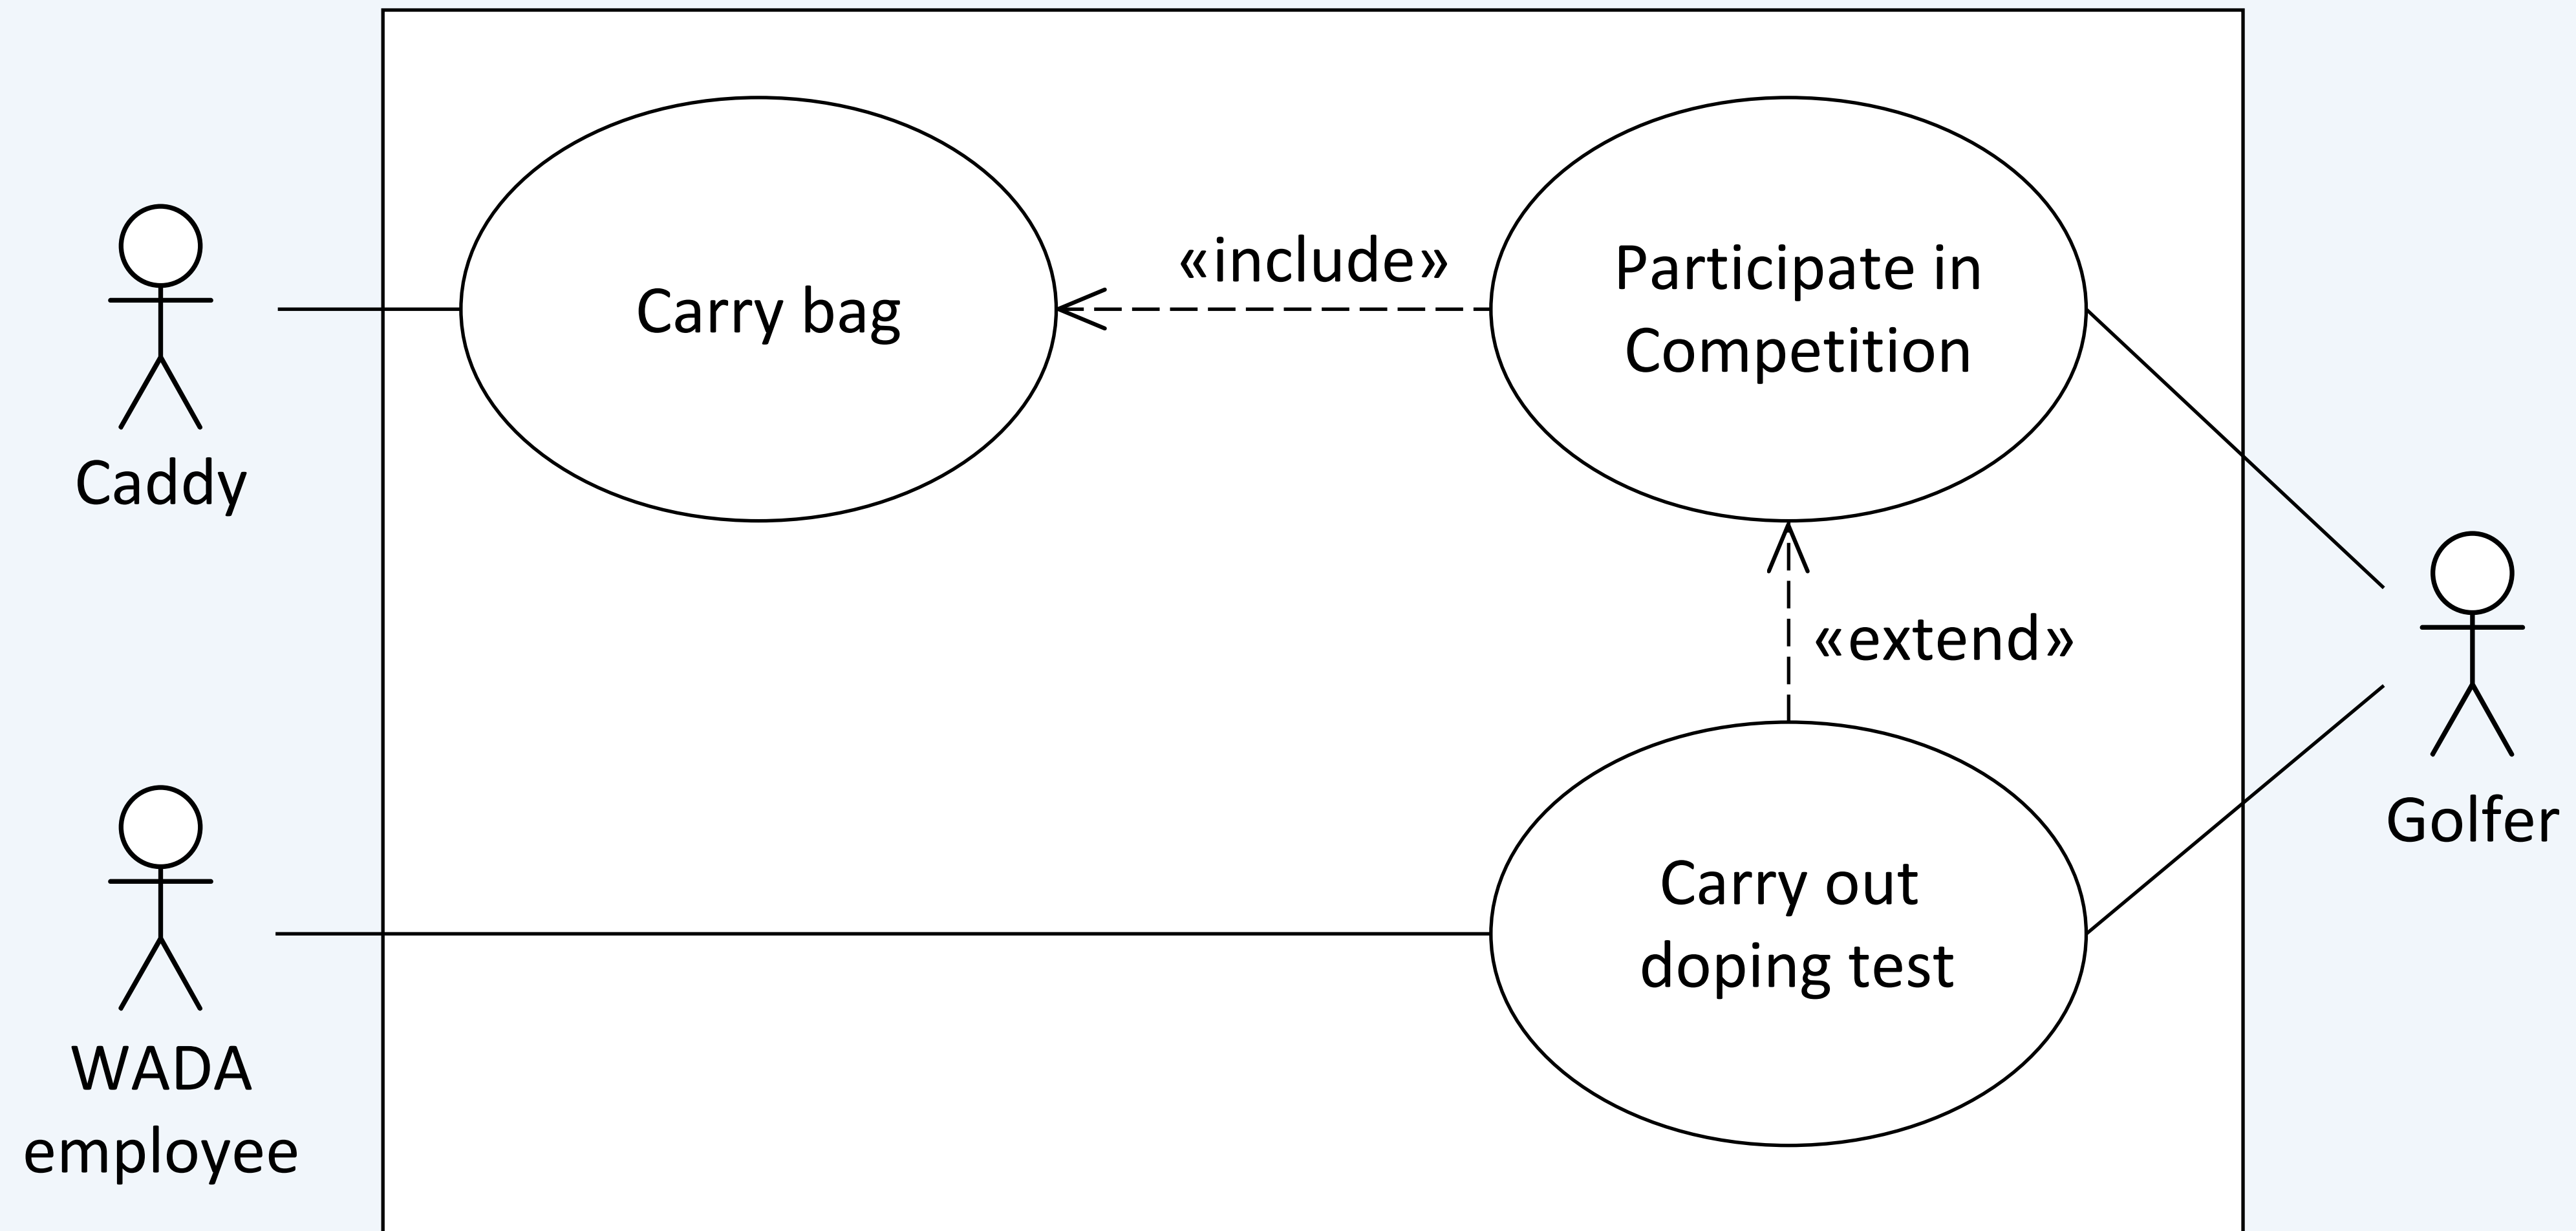 «include»
Participate in
Competition
Carry bag
Caddy
«extend»
Golfer
Carry out
doping test
WADA
employee